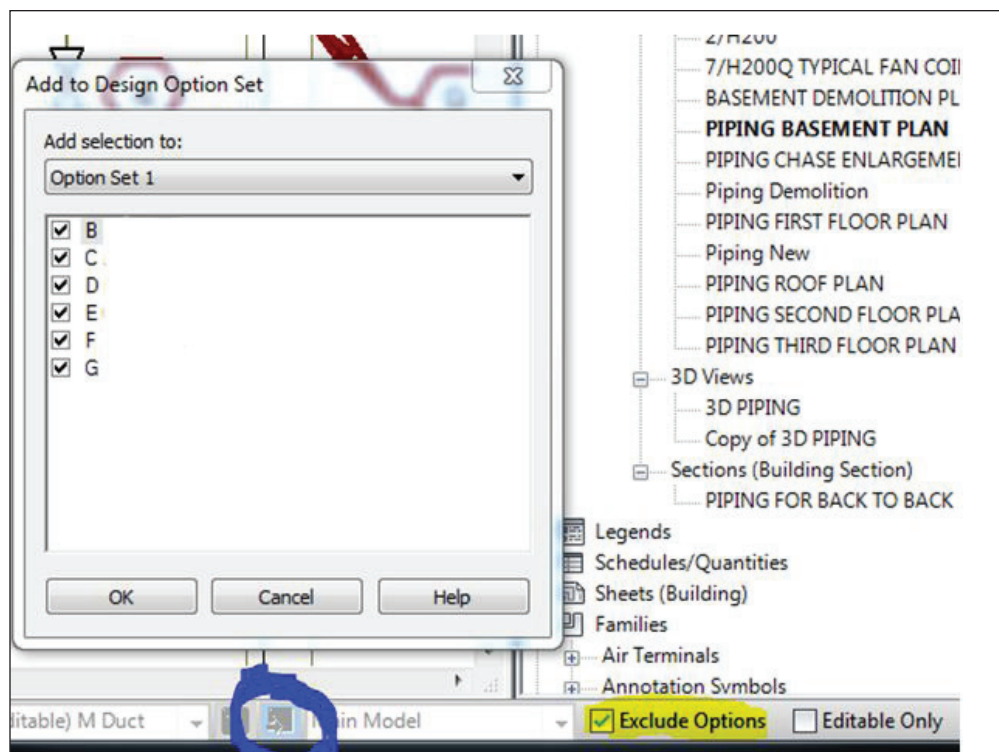 Add to Design Option Set
Add selection to:
Option Set 1
B
C
D
E
F
G
OK
Cancel
Help
2/H200
7/H200Q TYPICAL FAN COI
BASEMENT DEMOLITION PL
PIPING BASEMENT PLAN
PIPING CHASE ENLARGEME
Piping Demolition
PIPING FIRST FLOOR PLAN
Piping New
PIPING ROOF PLAN
PIPING SECOND FLOOR PLA
PIPING THIRD FLOOR PLAN
3D Views
3D PIPING
Copy of 3D PIPING
Sections (Building Section)
PIPING FOR BACK TO BACK
Legends
Schedules/Quantities
Sheets (Building)
Families
Air Terminals
Annotation Symbols
ditable) M Duct
ain Model
Exclude Options
Editable Only